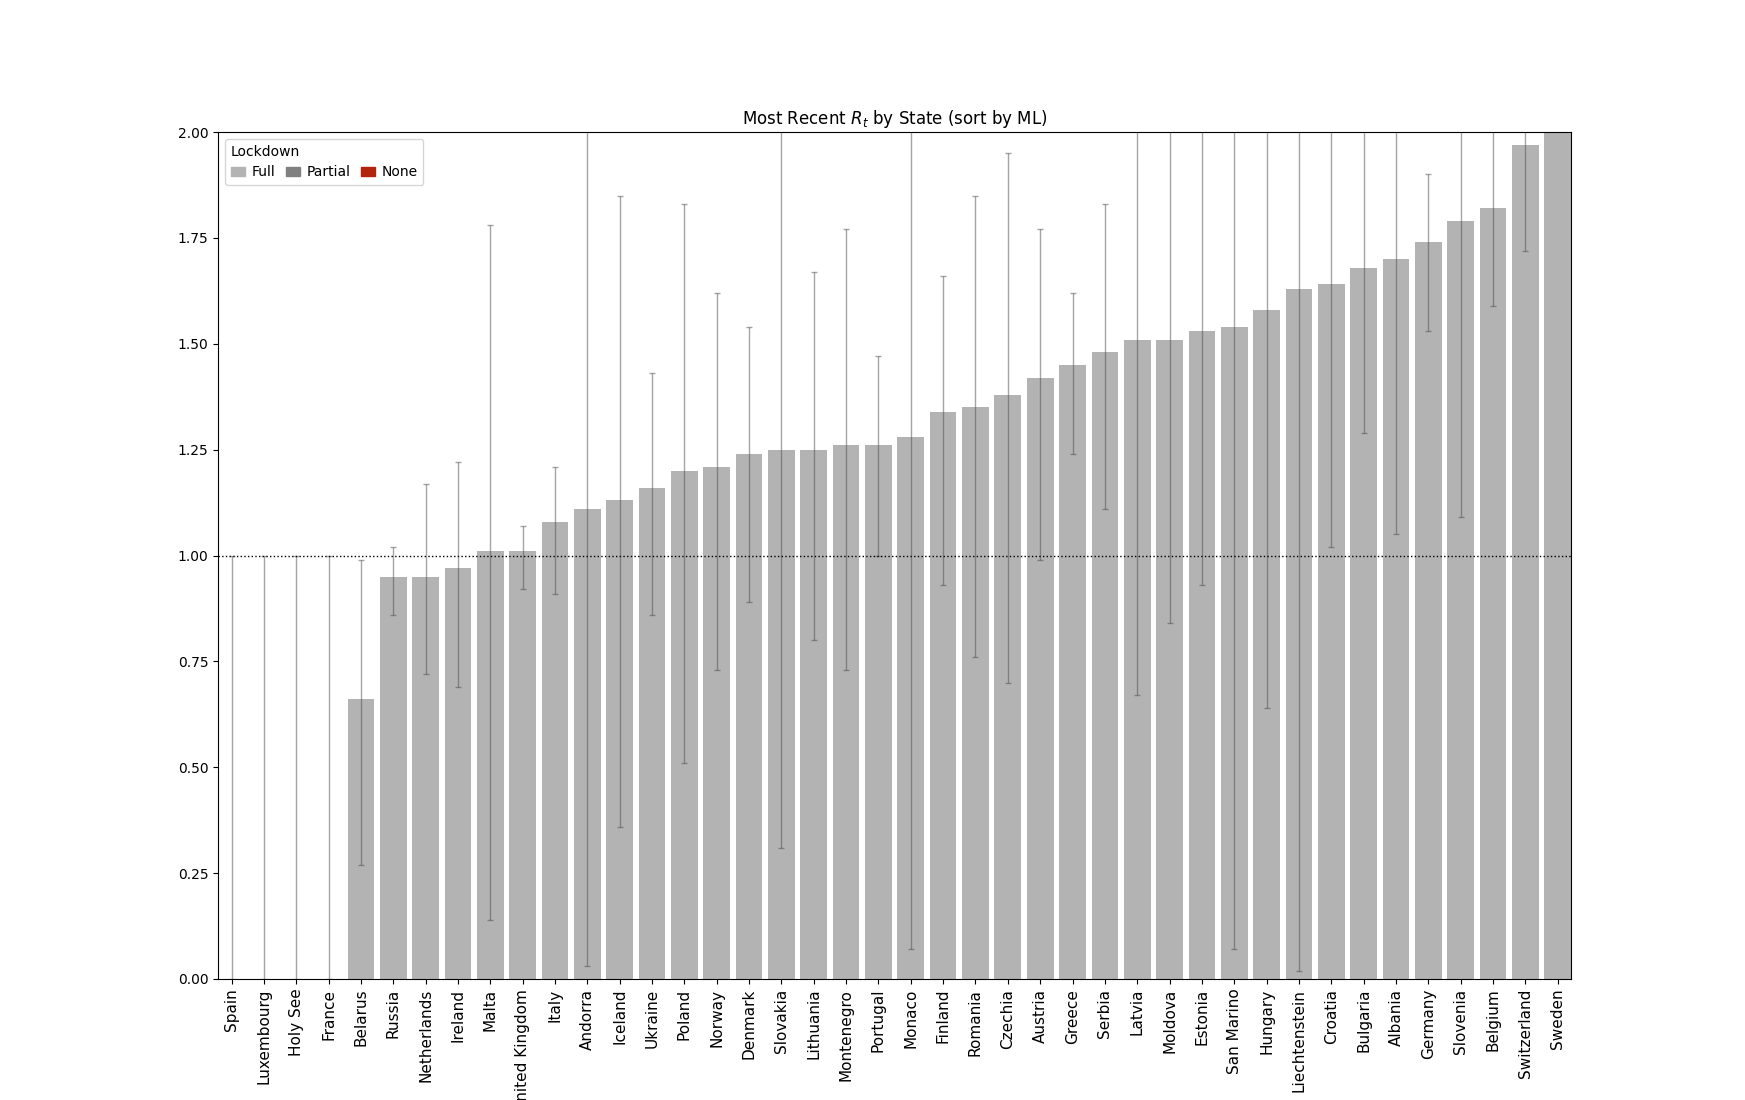 Most Recent Rt by State (sort by ML)
Lockdown
Full Partial None
2.00
1.75
1.50
1.25
1.00
0.75
0.50
0.25
0.00
Spain
Luxembourg
Holy See
France
Belarus
Russia
Netherlands
Ireland
Malta
nited Kingdom
Italy
Andorra
Iceland
Ukraine
Poland
Norway
Denmark
Slovakia
Lithuania
Montenegro
Portugal
Monaco
Finland
Romania
Czechia
Austria
Greece
Serbia
Latvia
Moldova
Estonia
San Marino
Hungary
Liechtenstein
Croatia
Bulgaria
Albania
Germany
Slovenia
Belgium
Switzerland
Sweden